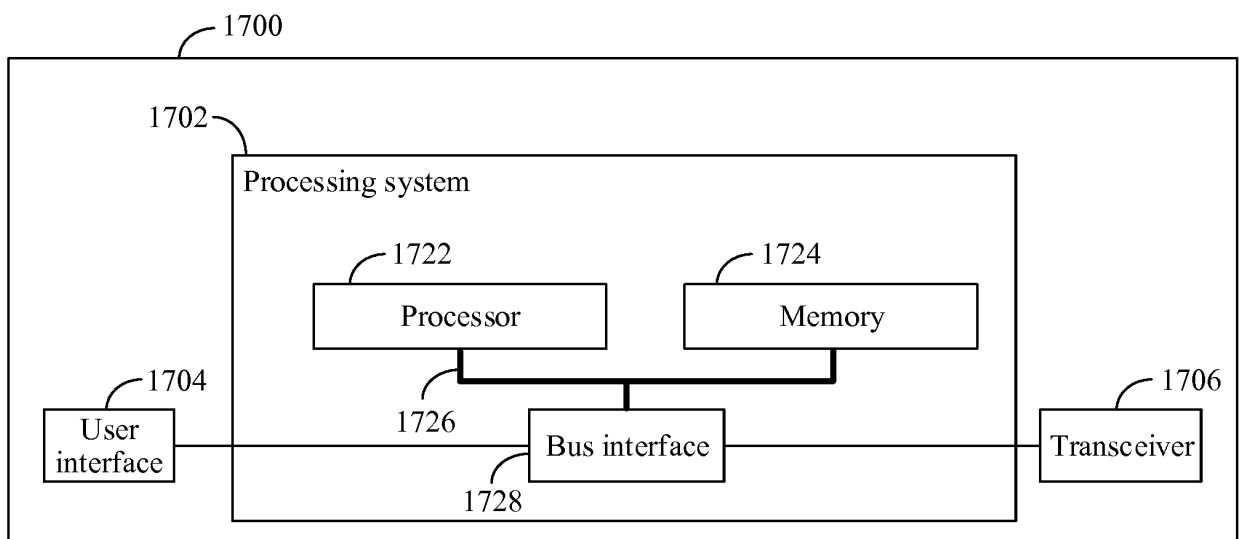 1700
1702
Processing system
1722
1724
Processor
Memory
1704
1706
User
interface
1726
Bus interface
Transceiver
1728